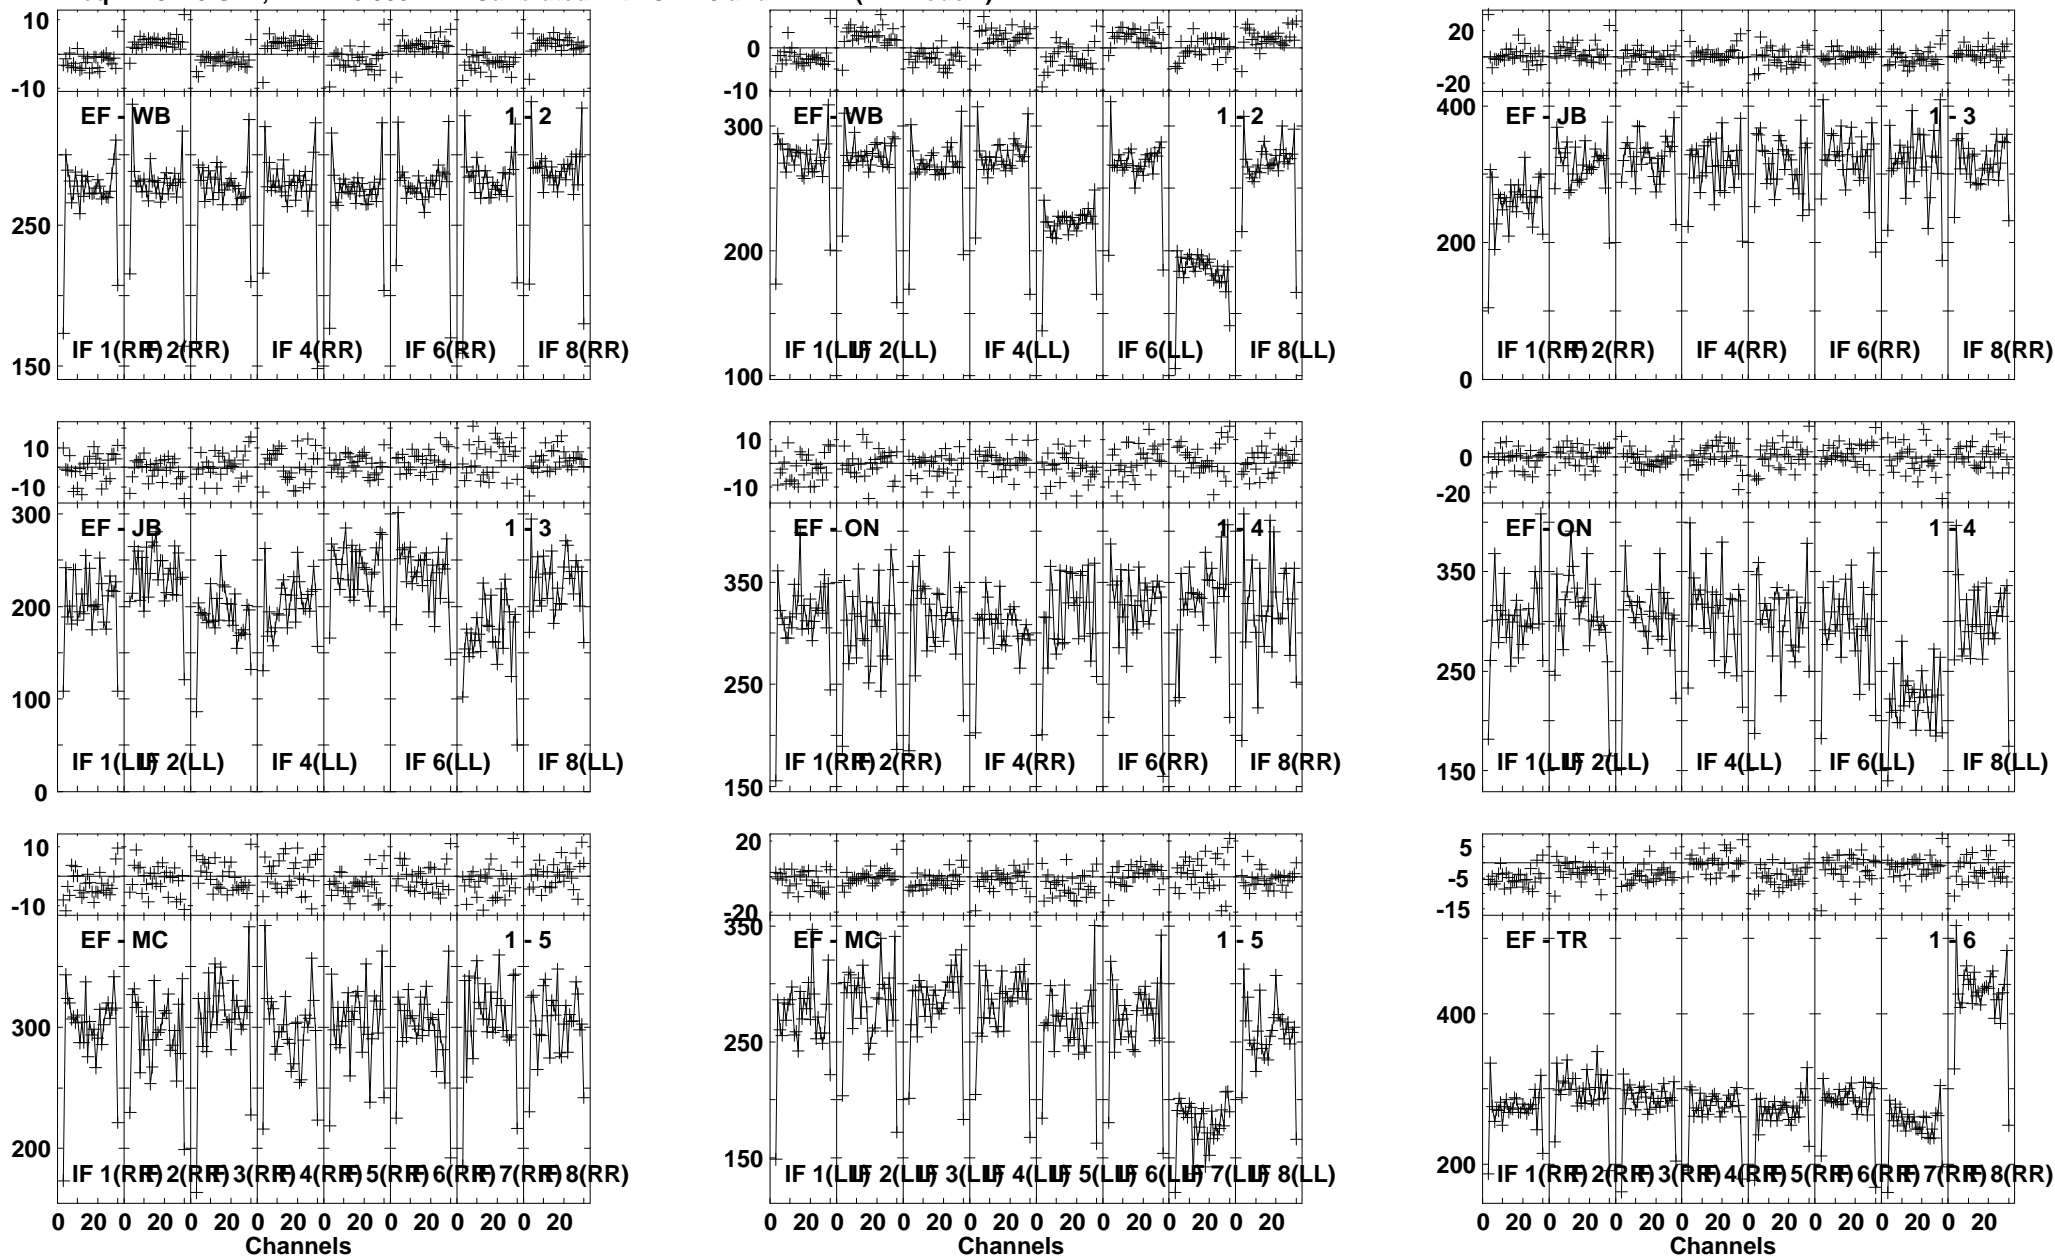 10 10 20
0 0
-10 -10 -20
EF - WB 1 - 2 EF - WB 1 - 2 EF - JB 1 - 3
300 400
250 200 200
IF 1(RR) IF 2(RR) IF 4(RR) IF 6(RR) IF 8(RR) IF 1(LL) IF 2(LL) IF 4(LL) IF 6(LL) IF 8(LL) IF 1(RR) IF 2(RR) IF 4(RR) IF 6(RR) IF 8(RR)
150 100 0
10 10
0
-10 -10 -20
300
EF - JB 1 - 3 EF - ON 1 - 4 EF - ON 1 - 4
200 350 350
100 250 250
IF 1(LL) IF 2(LL) IF 4(LL) IF 6(LL) IF 8(LL) IF 1(RR) IF 2(RR) IF 4(RR) IF 6(RR) IF 8(RR) IF 1(LL) IF 2(LL) IF 4(LL) IF 6(LL) IF 8(LL)
0 150 150
10 20 5
-5
-10 -20 -15
350
EF - MC 1 - 5 EF - MC 1 - 5 EF - TR 1 - 6
300 250 400
200 150 200
IF 1(RR) IF 2(RR) IF 3(RR) IF 4(RR) IF 5(RR) IF 6(RR) IF 7(RR) IF 8(RR) IF 1(LL) IF 2(LL) IF 3(LL) IF 4(LL) IF 5(LL) IF 6(LL) IF 7(LL) IF 8(LL) IF 1(RR) IF 2(RR) IF 3(RR) IF 4(RR) IF 5(RR) IF 6(RR) IF 7(RR) IF 8(RR)
0 20 0 20 0 20 0 20 0 20 0 20 0 20 0 20 0 20 0 20 0 20 0 20 0 20 0 20 0 20 0 20 0 20 0 20 0 20 0 20 0 20 0 20 0 20 0 20
Channels Channels Channels